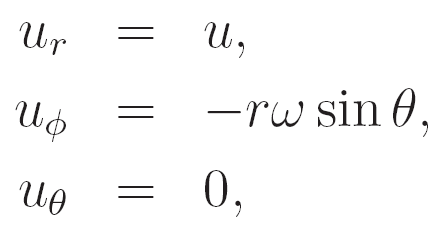 u_r = u,
u_ϕ = −rω sin θ,
u_θ = 0,